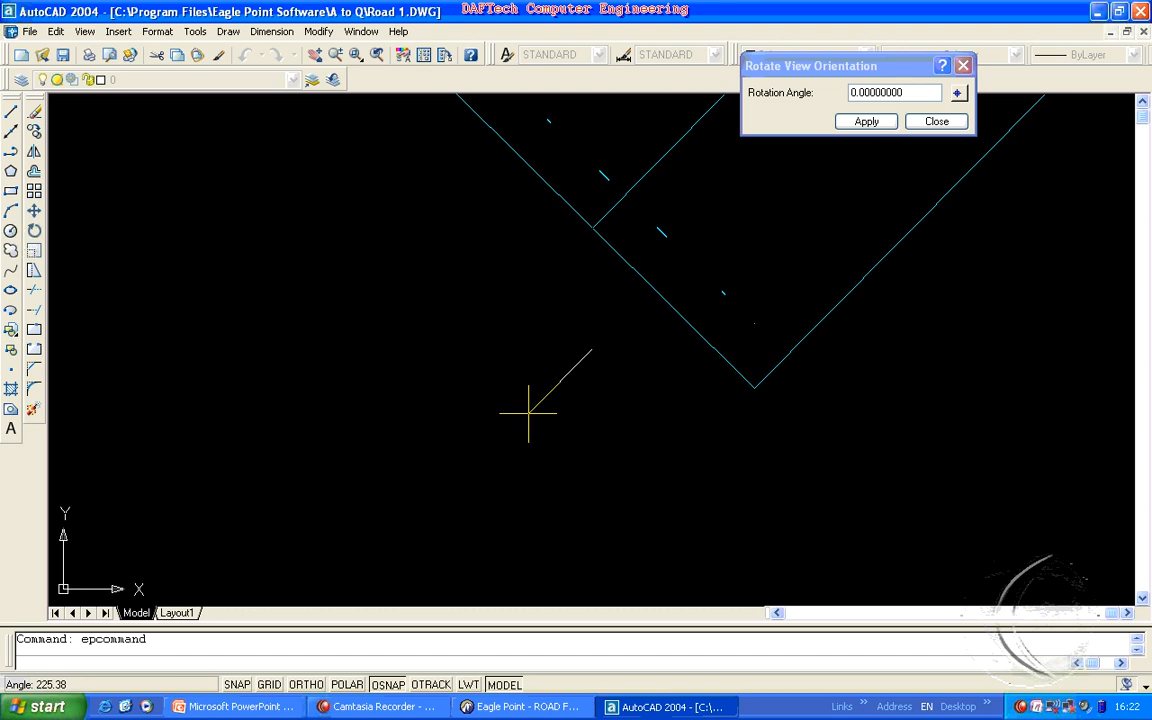 AutoCAD 2004 - [C:\Program Files\Eagle Point Software\A to Q\Road 1.DWG]
DAFTech Computer Engineering
File Edit View Insert Format Tools Draw Dimension Modify Window Help
STANDARD STANDARD ByLayer
0
Rotate View Orientation
Rotation Angle: 0.00000000
Apply Close
Y
X
A
Model Layout1
Command: epcommand
Angle: 225.38 SNAP GRID ORTHO POLAR OSNAP OTRACK LWT MODEL
start Microsoft PowerPoint ... Camtasia Recorder - ... Eagle Point - ROAD F... AutoCAD 2004 - [C:\... Links Address EN Desktop 16:22